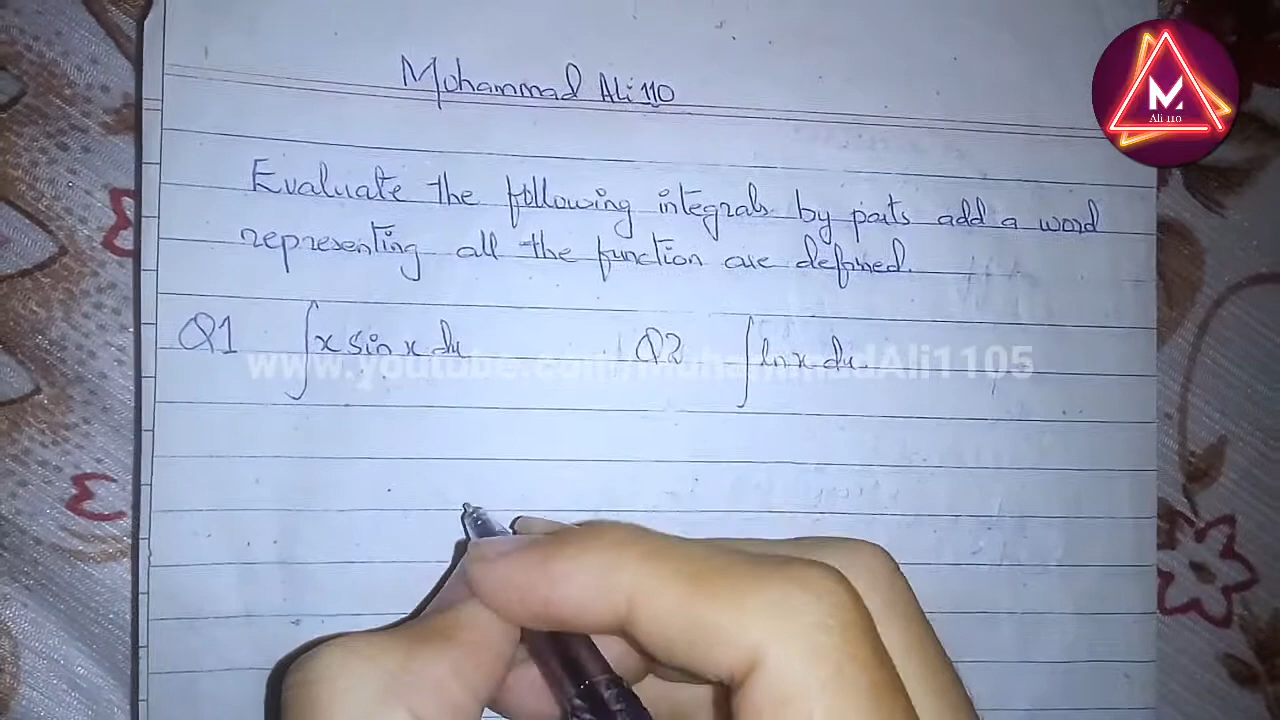 Mohammad Ali 110
M
Ali 110
Evaluate the following integrals by parts add a word
representing all the function are defined.
Q1 ∫x sin x dx Q2 ∫ln x dx.
www.youtube.com/MuhammadAli1105